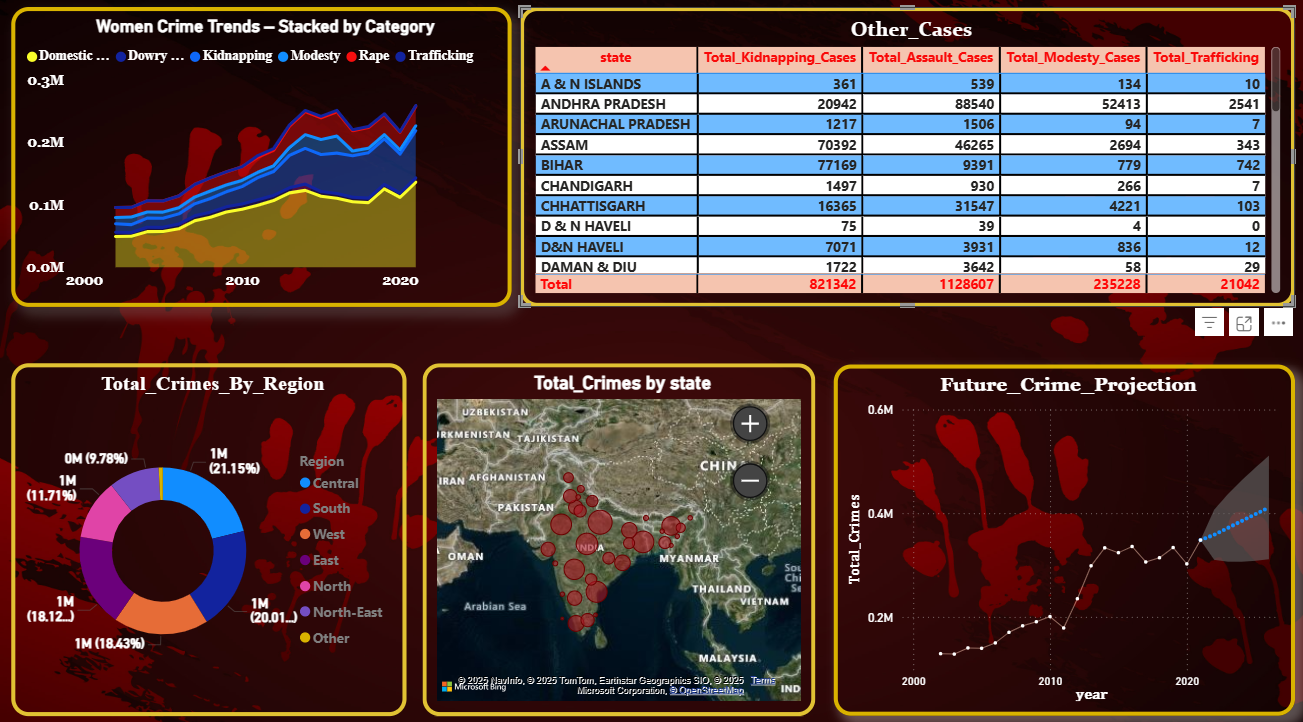 Women Crime Trends – Stacked by Category
Domestic ... Dowry ... Kidnapping Modesty Rape Trafficking
0.3M
0.2M
0.1M
0.0M
2000 2010 2020
Other_Cases
state Total_Kidnapping_Cases Total_Assault_Cases Total_Modesty_Cases Total_Trafficking
A & N ISLANDS 361 539 134 10
ANDHRA PRADESH 20942 88540 52413 2541
ARUNACHAL PRADESH 1217 1506 94 7
ASSAM 70392 46265 2694 343
BIHAR 77169 9391 779 742
CHANDIGARH 1497 930 266 7
CHHATTISGARH 16365 31547 4221 103
D & N HAVELI 75 39 4 0
D&N HAVELI 7071 3931 836 12
DAMAN & DIU 1722 3642 58 29
Total 821342 1128607 235228 21042
Total_Crimes_By_Region
0M (9.78%)
1M
(21.15%)
1M
(11.71%)
1M
(18.12...)
1M
(20.01...)
1M (18.43%)
Region
Central
South
West
East
North
North-East
Other
Total_Crimes by state
UZBEKISTAN
TAJIKISTAN
CHIN
IRAN AFGHANISTAN
PAKISTAN
OMAN
MYANMAR
Arabian Sea
THAILAND
VIETNAM
MALAYSIA
IND
Microsoft Bing
© 2025 NavInfo, © 2025 TomTom, Earthstar Geographics SIO, © 2025 Terms
Microsoft Corporation, © OpenStreetMap
Future_Crime_Projection
0.6M
0.4M
0.2M
Total_Crimes
2000 2010 2020
year